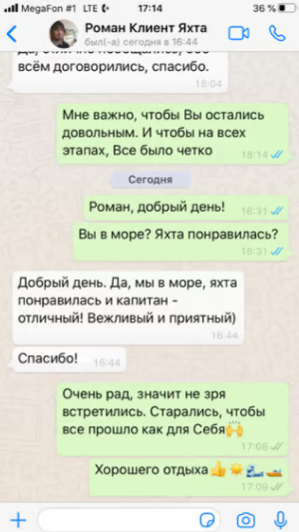 #1 MegaFon LTE 17:14 36 %
Роман Клиент Яхта
был(-а) сегодня в 16:44
всём договорились, спасибо.
18:04
Мне важно, чтобы Вы остались
довольным. И чтобы на всех
этапах, Все было четко
18:14
Сегодня
Роман, добрый день!
16:31
Вы в море? Яхта понравилась?
16:31
Добрый день. Да, мы в море, яхта
понравилась и капитан -
отличный! Вежливый и приятный)
16:44
Спасибо!
16:44
Очень рад, значит не зря
встретились. Старались, чтобы
все прошло как для Себя🙌
17:08
Хорошего отдыха👍☀️🌊🚤
17:09